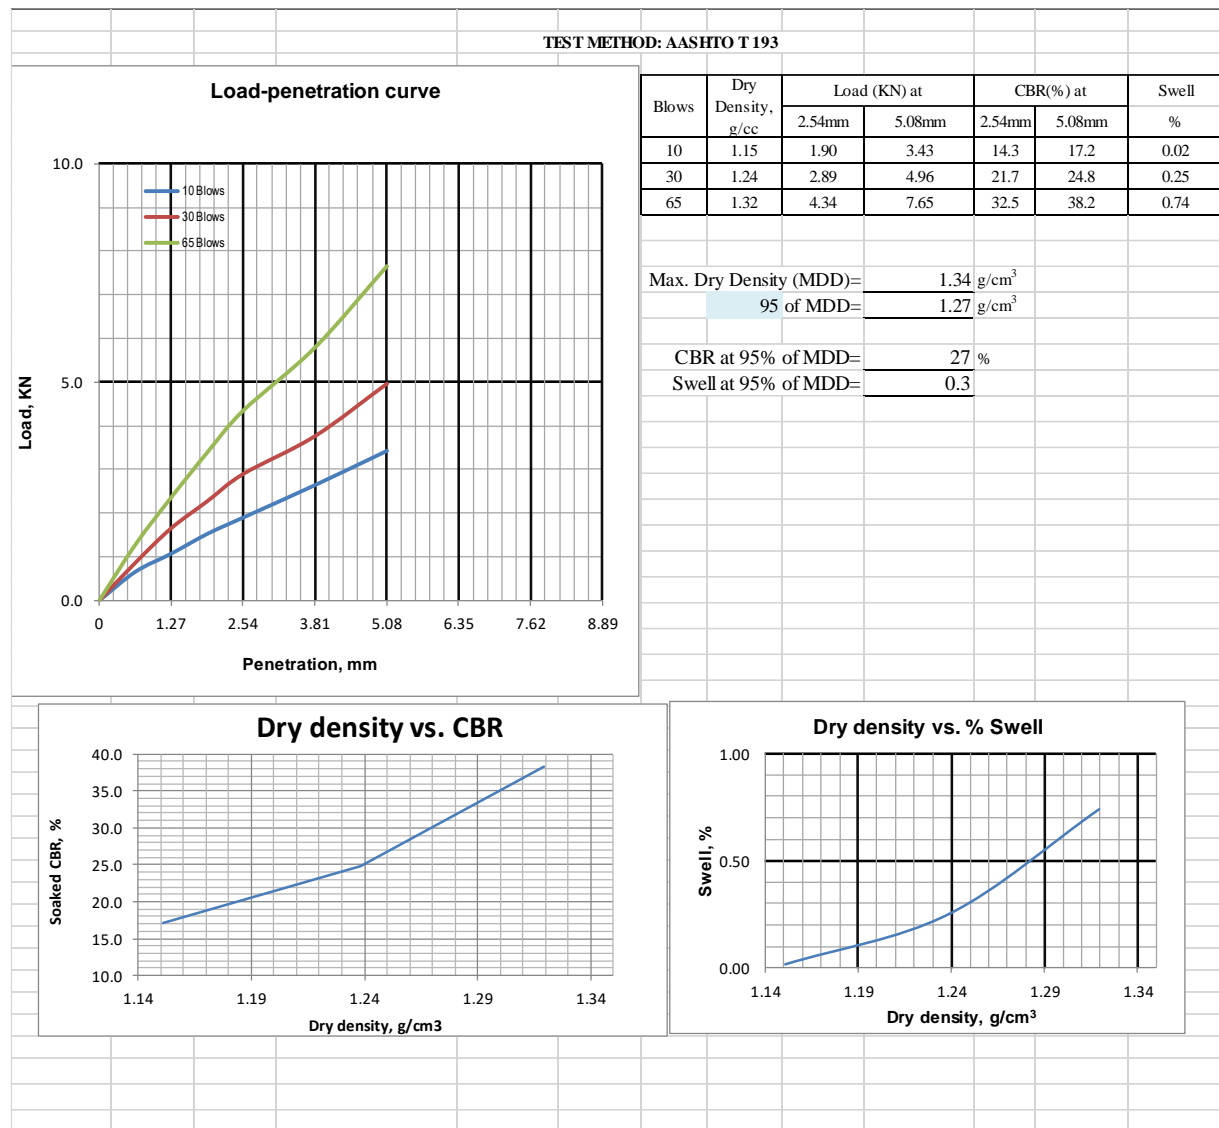 TEST METHOD: AASHTO T 193
Load-penetration curve
10.0
5.0
0.0
10 Blows
30 Blows
65 Blows
0 1.27 2.54 3.81 5.08 6.35 7.62 8.89
Load, KN
Penetration, mm
Blows Dry Density, g/cc Load (KN) at CBR(%) at Swell
2.54mm 5.08mm 2.54mm 5.08mm %
10 1.15 1.90 3.43 14.3 17.2 0.02
30 1.24 2.89 4.96 21.7 24.8 0.25
65 1.32 4.34 7.65 32.5 38.2 0.74
Max. Dry Density (MDD)= 1.34 g/cm³
95 of MDD= 1.27 g/cm³
CBR at 95% of MDD= 27 %
Swell at 95% of MDD= 0.3
Dry density vs. CBR
40.0
35.0
30.0
25.0
20.0
15.0
10.0
1.14 1.19 1.24 1.29 1.34
Soaked CBR, %
Dry density, g/cm3
Dry density vs. % Swell
1.00
0.50
0.00
1.14 1.19 1.24 1.29 1.34
Swell, %
Dry density, g/cm³